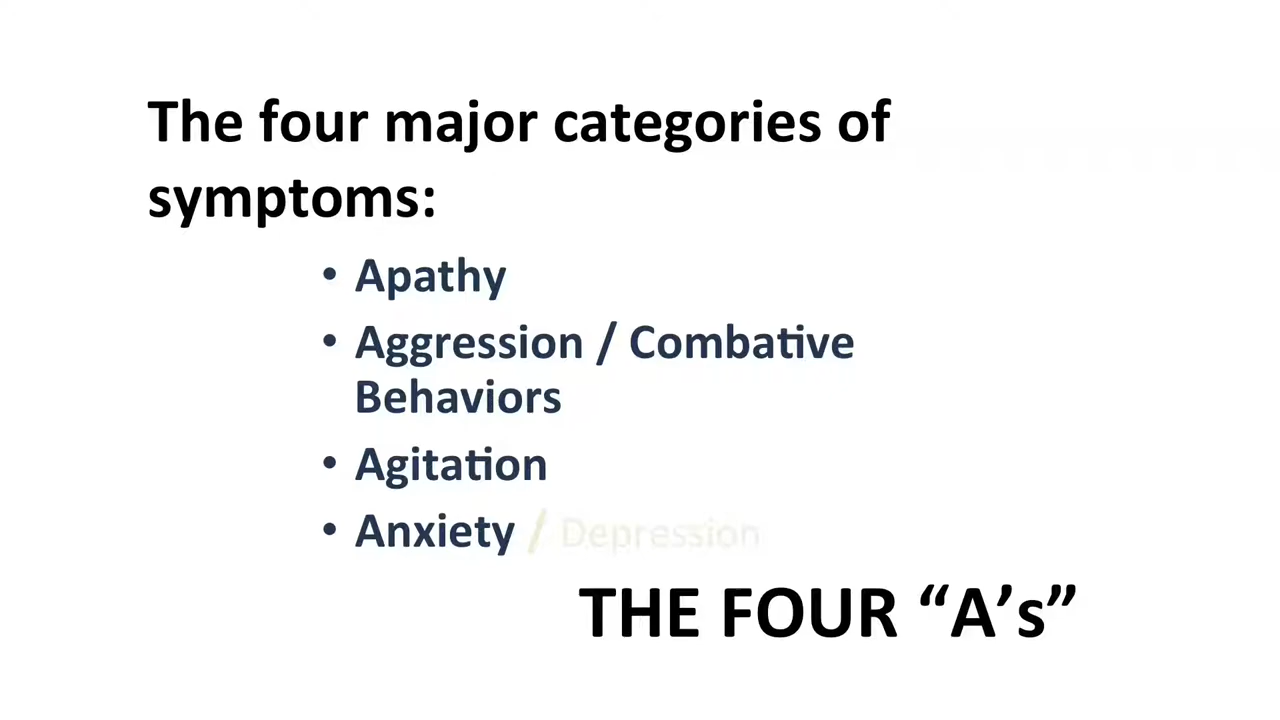 The four major categories of
symptoms:
• Apathy
• Aggression / Combative
Behaviors
• Agitation
• Anxiety / Depression
THE FOUR “A’s”